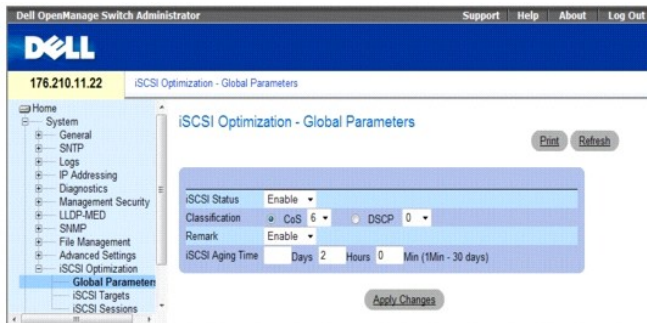 Dell OpenManage Switch Administrator
Support Help About Log Out
DELL
176.210.11.22
iSCSI Optimization - Global Parameters
Home
System
General
SNTP
Logs
IP Addressing
Diagnostics
Management Security
LLDP-MED
SNMP
File Management
Advanced Settings
iSCSI Optimization
Global Parameters
iSCSI Targets
iSCSI Sessions
iSCSI Optimization - Global Parameters
Print Refresh
iSCSI Status Enable
Classification CoS 6 DSCP 0
Remark Enable
iSCSI Aging Time Days 2 Hours 0 Min (1Min - 30 days)
Apply Changes